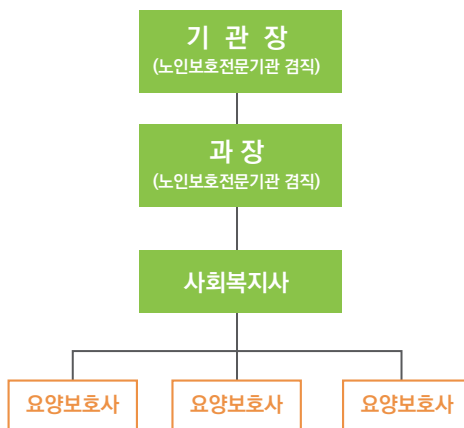 기 관 장
(노인보호전문기관 겸직)
과 장
(노인보호전문기관 겸직)
사회복지사
요양보호사 요양보호사 요양보호사